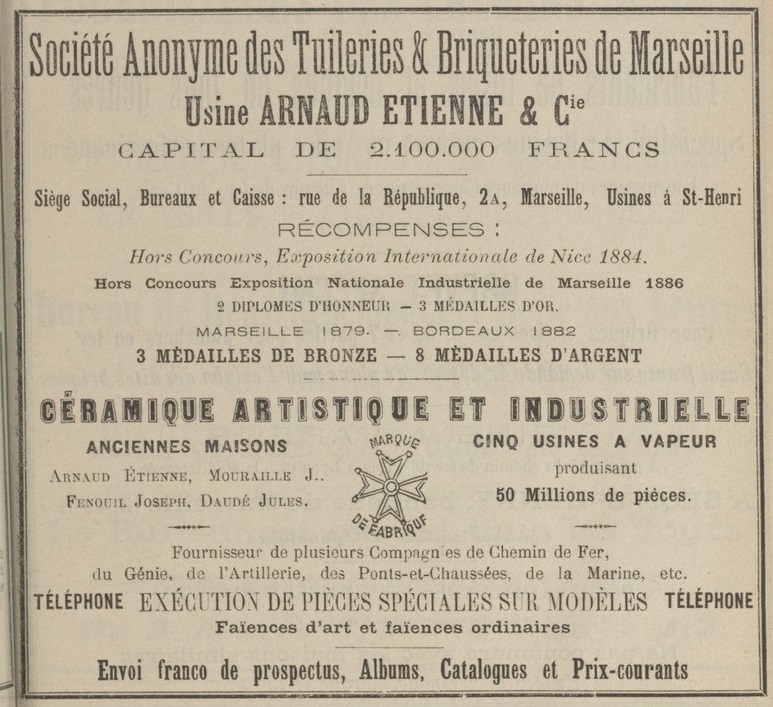 Société Anonyme des Tuileries & Briqueteries de Marseille
Usine ARNAUD ETIENNE & Cie
CAPITAL DE 2.100.000 FRANCS
Siège Social, Bureaux et Caisse : rue de la République, 2A, Marseille, Usines à St-Henri
RÉCOMPENSES :
Hors Concours, Exposition Internationale de Nice 1884.
Hors Concours Exposition Nationale Industrielle de Marseille 1886
2 DIPLOMES D'HONNEUR — 3 MÉDAILLES D'OR.
MARSEILLE 1879. — BORDEAUX 1882
3 MÈDAILLES DE BRONZE — 8 MÈDAILLES D'ARGENT
CÉRAMIQUE ARTISTIQUE ET INDUSTRIELLE
ANCIENNES MAISONS
ARNAUD ÉTIENNE, MOURAILLE J..
FENOUIL JOSEPH, DAUDÉ JULES.
MARQUE
DE FABRIQUE
CINQ USINES A VAPEUR
produisant
50 Millions de pièces.
Fournisseur de plusieurs Compagnies de Chemin de Fer,
du Génie, de l'Artillerie, des Ponts-et-Chaussées, de la Marine, etc.
TÉLÉPHONE EXÉCUTION DE PIÈCES SPÉCIALES SUR MODÈLES TÉLÉPHONE
Faïences d'art et faïences ordinaires
Envoi franco de prospectus, Albums, Catalogues et Prix-courants